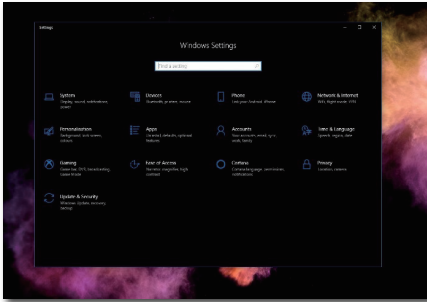 Settings
Windows Settings
Find a setting
System
Display, sound, notifications,
power
Devices
Bluetooth, printers, mouse
Phone
Link your Android, iPhone
Network & Internet
Wi-Fi, flight mode, VPN
Personalisation
Background, lock screen,
colours
Apps
Uninstall, defaults, optional
features
Accounts
Your accounts, email, sync,
work, family
Time & Language
Speech, region, date
Gaming
Game bar, DVR, broadcasting,
Game Mode
Ease of Access
Narrator, magnifier, high
contrast
Cortana
Cortana language, permissions,
notifications
Privacy
Location, camera
Update & Security
Windows Update, recovery,
backup